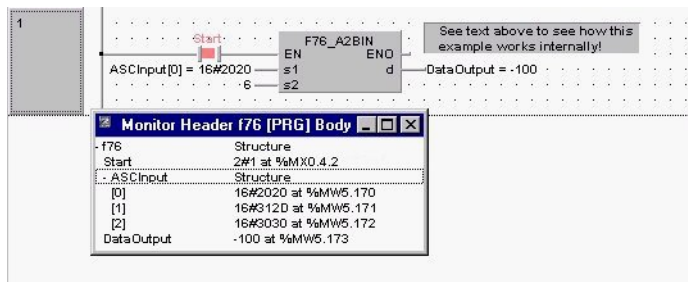 1
Start
F76_A2BIN
EN ENO
ASCInput[0] = 16#2020 s1 d DataOutput = -100
6 s2
See text above to see how this
example works internally!
Monitor Header f76 [PRG] Body
- f76 Structure
Start 2#1 at %MX0.4.2
- ASCInput Structure
[0] 16#2020 at %MW5.170
[1] 16#312D at %MW5.171
[2] 16#3030 at %MW5.172
DataOutput -100 at %MW5.173